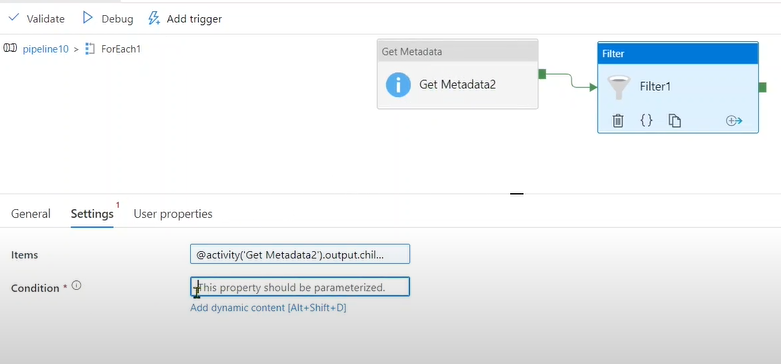 Validate Debug Add trigger
pipeline10 > ForEach1
Get Metadata
Get Metadata2
Filter
Filter1
General Settings 1 User properties
Items @activity('Get Metadata2').output.chil...
Condition * This property should be parameterized.
Add dynamic content [Alt+Shift+D]